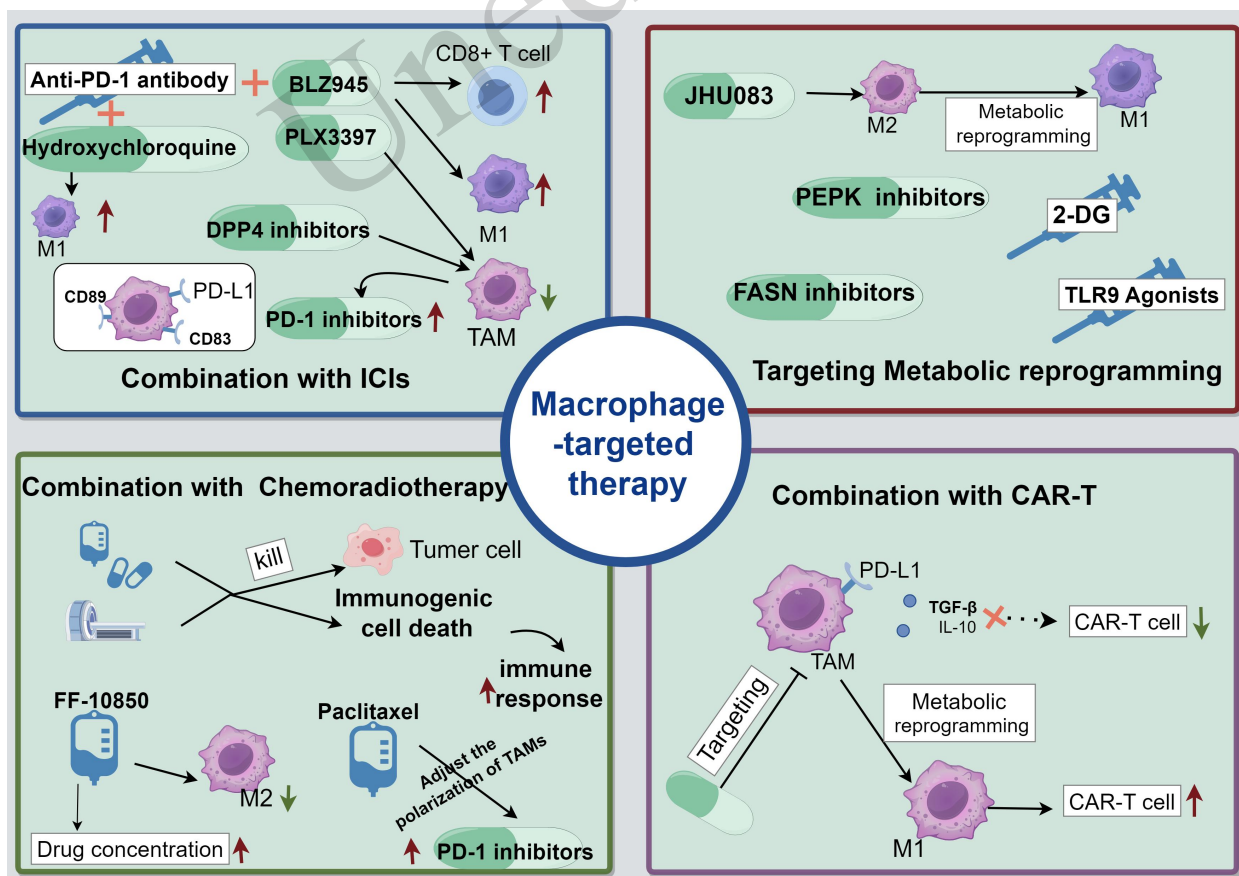 Uned
Anti-PD-1 antibody
BLZ945
CD8+ T cell
PLX3397
Hydroxychloroquine
M1
DPP4 inhibitors
M1
CD89
PD-L1
CD83
PD-1 inhibitors
TAM
Combination with ICIs
JHU083
M2
Metabolic
reprogramming
M1
PEPK inhibitors
2-DG
FASN inhibitors
TLR9 Agonists
Targeting Metabolic reprogramming
Macrophage
-targeted
therapy
Combination with Chemoradiotherapy
kill
Tumer cell
Immunogenic
cell death
immune
response
FF-10850
M2
Drug concentration
Paclitaxel
Adjust the
polarization of TAMs
PD-1 inhibitors
Combination with CAR-T
PD-L1
TGF-β
IL-10
CAR-T cell
TAM
Targeting
Metabolic
reprogramming
M1
CAR-T cell